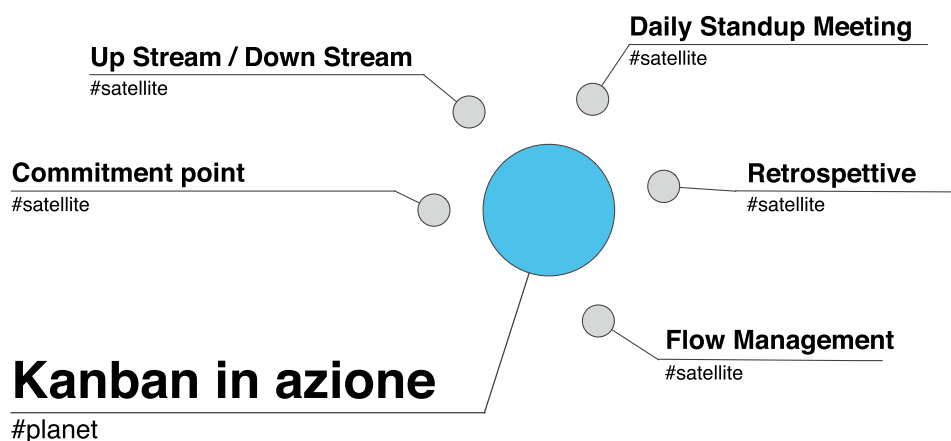 Daily Standup Meeting
#satellite
Up Stream / Down Stream
#satellite
Commitment point
#satellite
Retrospettive
#satellite
Flow Management
#satellite
Kanban in azione
#planet